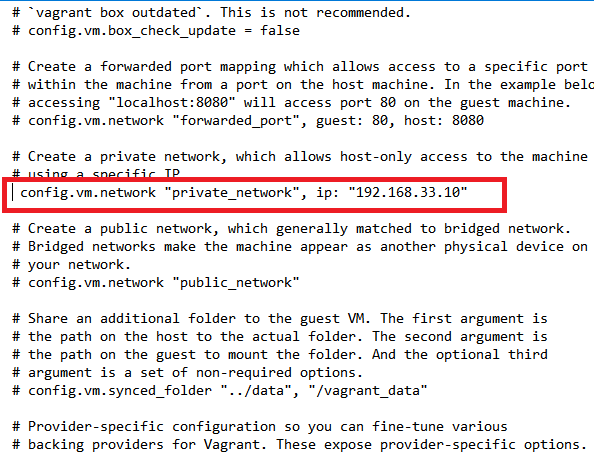 # `vagrant box outdated`. This is not recommended.
# config.vm.box_check_update = false
# Create a forwarded port mapping which allows access to a specific port
# within the machine from a port on the host machine. In the example belo
# accessing "localhost:8080" will access port 80 on the guest machine.
# config.vm.network "forwarded_port", guest: 80, host: 8080
# Create a private network, which allows host-only access to the machine
# using a specific IP
config.vm.network "private_network", ip: "192.168.33.10"
# Create a public network, which generally matched to bridged network.
# Bridged networks make the machine appear as another physical device on
# your network.
# config.vm.network "public_network"
# Share an additional folder to the guest VM. The first argument is
# the path on the host to the actual folder. The second argument is
# the path on the guest to mount the folder. And the optional third
# argument is a set of non-required options.
# config.vm.synced_folder "../data", "/vagrant_data"
# Provider-specific configuration so you can fine-tune various
# backing providers for Vagrant. These expose provider-specific options.